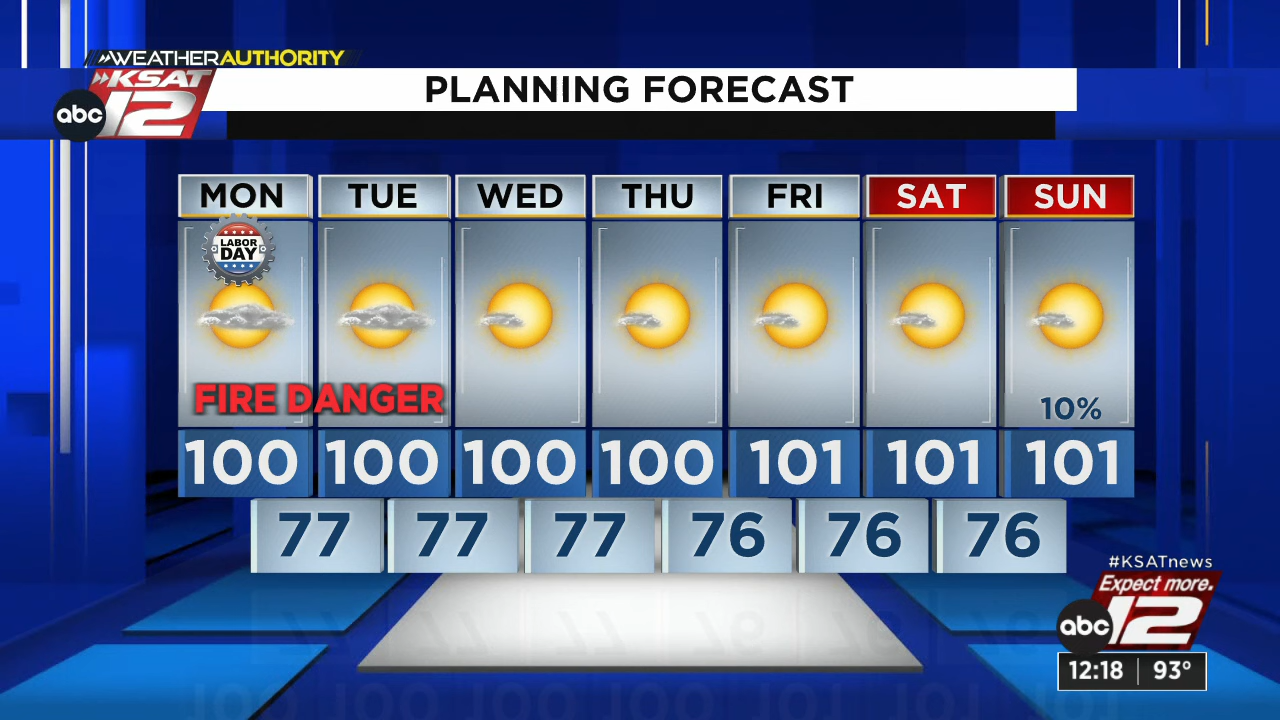 WEATHERAUTHORITY
KSAT
abc 12
PLANNING FORECAST
MON TUE WED THU FRI SAT SUN
LABOR
DAY
FIRE DANGER
10%
100 100 100 100 101 101 101
77 77 77 76 76 76
#KSATnews
Expect more.
abc 12
12:18 93°